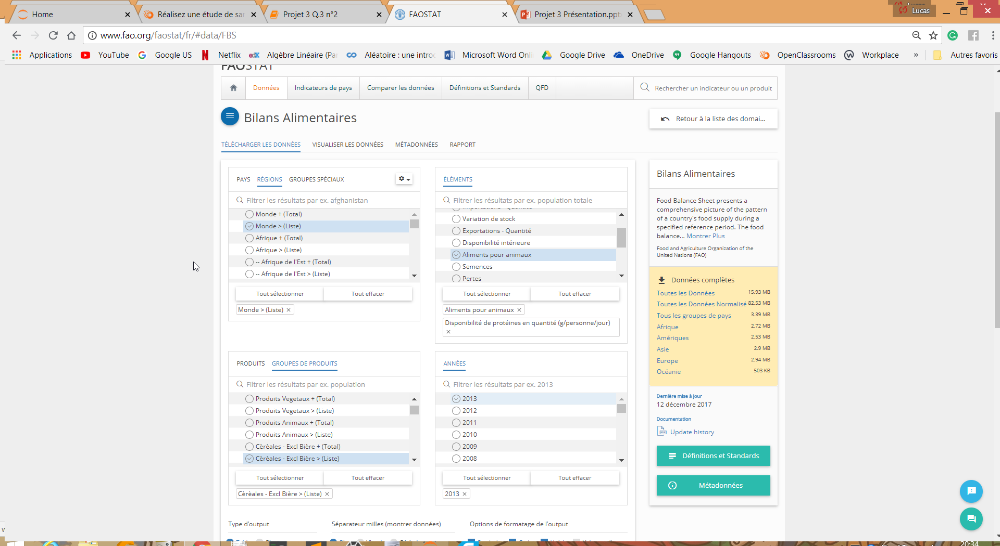 Home
Réalisez une étude de sar
Projet 3 Q.3 n°2
FAOSTAT
Projet 3 Présentation.pptx
Lucas
www.fao.org/faostat/fr/#data/FBS
Applications YouTube Google US Netflix Algèbre Linéaire (Par Aléatoire : une introd Microsoft Word Onli Google Drive OneDrive Google Hangouts OpenClassrooms Workplace » Autres favoris
FAOSTAT
Données Indicateurs de pays Comparer les données Définitions et Standards QFD Rechercher un indicateur ou un produit
Bilans Alimentaires
Retour à la liste des domai...
TÉLÉCHARGER LES DONNÉES VISUALISER LES DONNÉES MÉTADONNÉES RAPPORT
PAYS RÉGIONS GROUPES SPÉCIAUX
Filtrer les résultats par ex. afghanistan
Monde + (Total)
Monde > (Liste)
Afrique + (Total)
Afrique > (Liste)
-- Afrique de l'Est + (Total)
-- Afrique de l'Est > (Liste)
Tout sélectionner Tout effacer
Monde > (Liste) ×
ÉLÉMENTS
Filtrer les résultats par ex. population totale
Importations - Quantité
Variation de stock
Exportations - Quantité
Disponibilité intérieure
Aliments pour animaux
Semences
Pertes
Tout sélectionner Tout effacer
Aliments pour animaux ×
Disponibilité de protéines en quantité (g/personne/jour)
×
PRODUITS GROUPES DE PRODUITS
Filtrer les résultats par ex. population
Produits Vegetaux + (Total)
Produits Vegetaux > (Liste)
Produits Animaux + (Total)
Produits Animaux > (Liste)
Cèrèales - Excl Bière + (Total)
Cèrèales - Excl Bière > (Liste)
Tout sélectionner Tout effacer
Cèrèales - Excl Bière > (Liste) ×
ANNÉES
Filtrer les résultats par ex. 2013
2013
2012
2011
2010
2009
2008
Tout sélectionner Tout effacer
2013 ×
Type d'output
Séparateur milles (montrer données)
Options de formatage de l'output
Bilans Alimentaires
Food Balance Sheet presents a
comprehensive picture of the pattern
of a country's food supply during a
specified reference period. The food
balance... Montrer Plus
Food and Agriculture Organization of the
United Nations (FAO)
Données complètes
Toutes les Données 15.93 MB
Toutes les Données Normalisé 82.53 MB
Tous les groupes de pays 3.39 MB
Afrique 2.72 MB
Amériques 2.53 MB
Asie 2.9 MB
Europe 2.94 MB
Océanie 503 KB
Dernière mise à jour
12 décembre 2017
Documentation
Update history
Définitions et Standards
Métadonnées
20:34